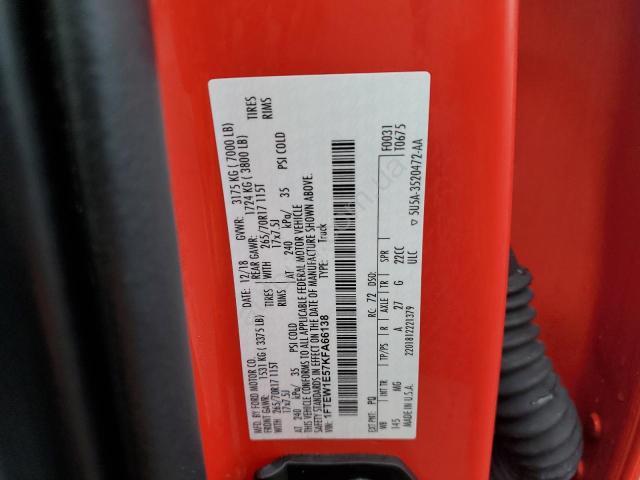 MFD. BY FORD MOTOR CO. DATE: 12/18 GVWR: 3175 KG ( 7000 LB)
FRONT GAWR: 1531 KG ( 3375 LB) REAR GAWR: 1724 KG ( 3800 LB)
WITH 265/70R17 115T WITH 265/70R17 115T TIRES
17x7.5J RIMS 17x7.5J RIMS
AT 240 kPa/ 35 PSI COLD AT 240 kPa/ 35 PSI COLD
THIS VEHICLE CONFORMS TO ALL APPLICABLE FEDERAL MOTOR VEHICLE
SAFETY STANDARDS IN EFFECT ON THE DATE OF MANUFACTURE SHOWN ABOVE.
VIN: 1FTEW1E57KFA66138 TYPE: Truck
EXT PNT: PQ RC: 72 DSO: F0031
WB INT TR TP/PS R AXLE TR SPR T0675
145 MG A 27 G 22CC
MADE IN U.S.A. 2201812221379 ULC ▽ 5U5A-3520472-AA